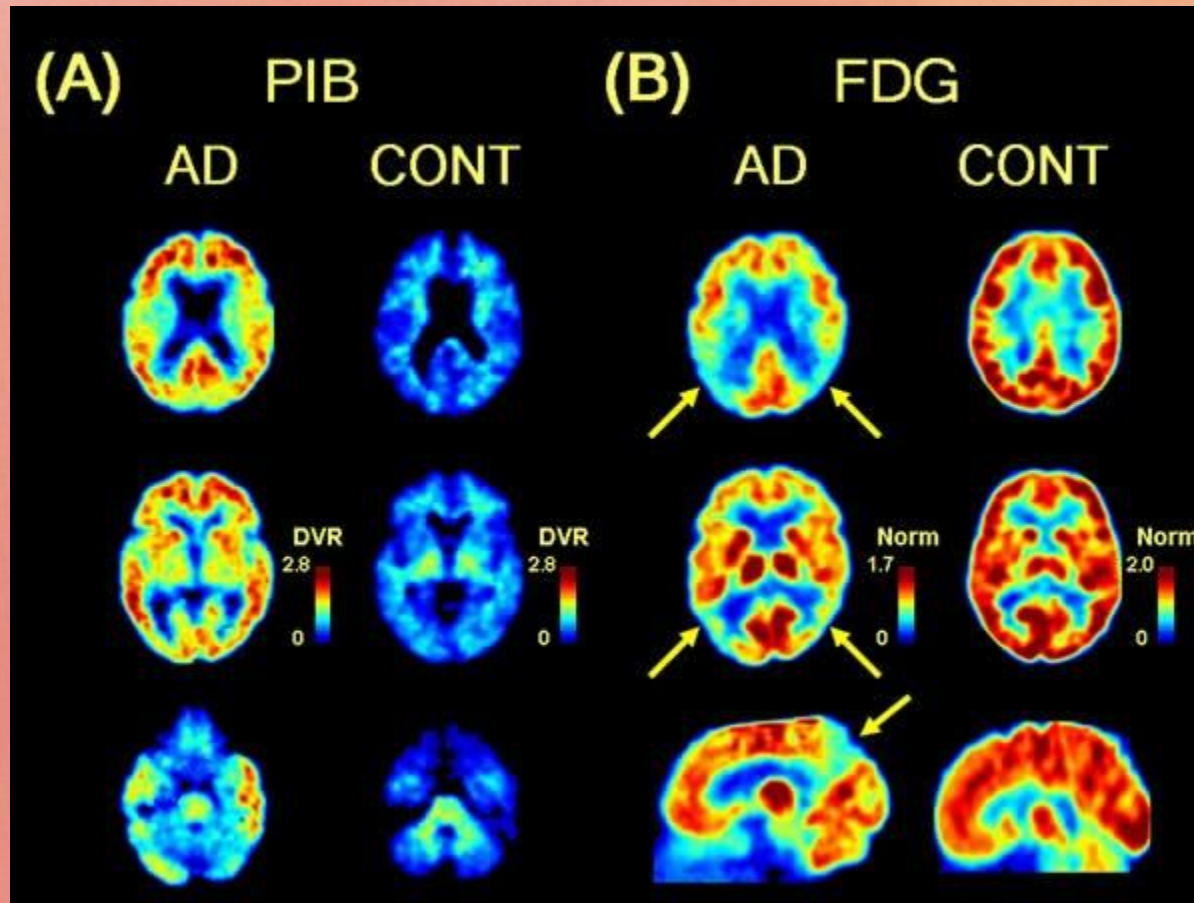 (A) PIB
AD CONT
DVR
2.8
0
DVR
2.8
0
(B) FDG
AD CONT
Norm
1.7
0
Norm
2.0
0